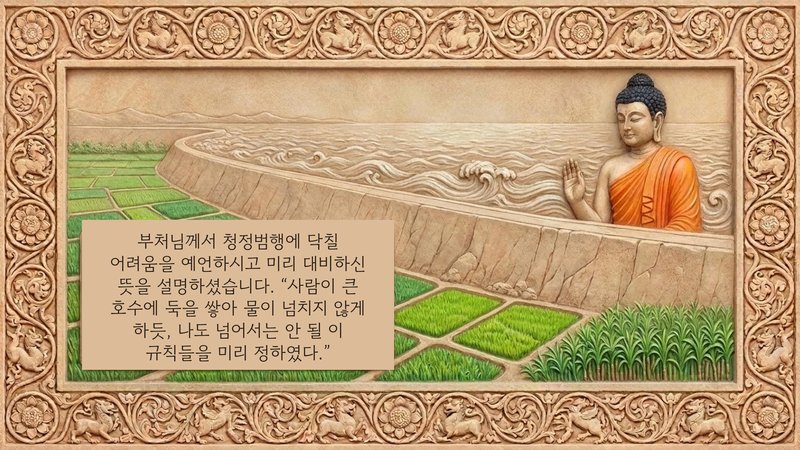 부처님께서 청정범행에 닥칠
어려움을 예언하시고 미리 대비하신
뜻을 설명하셨습니다. “사람이 큰
호수에 둑을 쌓아 물이 넘치지 않게
하듯, 나도 넘어서는 안 될 이
규칙들을 미리 정하였다.”